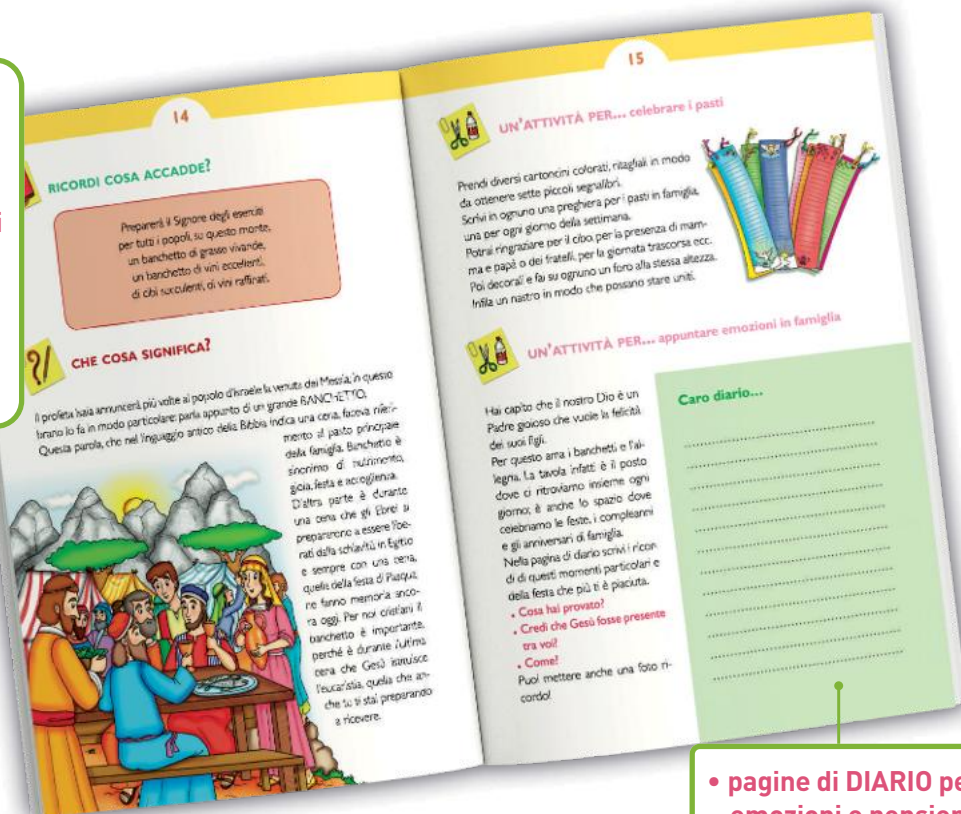 14
RICORDI COSA ACCADDE?
Preparerà il Signore degli eserciti
per tutti i popoli, su questo monte,
un banchetto di grasse vivande,
un banchetto di vini eccellenti,
di cibi succulenti, di vini raffinati.
CHE COSA SIGNIFICA?
Il profeta Isaia annuncerà più volte al popolo d'Israele la venuta del Messia; in questo
brano lo fa in modo particolare: parla appunto di un grande BANCHETTO.
Questa parola, che nel linguaggio antico della Bibbia indica una cena, faceva riferi-
mento al pasto principale
della famiglia. Banchetto è
sinonimo di nutrimento,
gioia, festa e accoglienza.
D'altra parte è durante
una cena che gli Ebrei si
prepararono a essere libe-
rati dalla schiavitù in Egitto
e sempre con una cena,
quella della festa di Pasqua,
ne fanno memoria anco-
ra oggi. Per noi cristiani il
banchetto è importante,
perché è durante l'ultima
cena che Gesù istituisce
l'eucaristia, quella che an-
che tu ti stai preparando
a ricevere.
15
UN'ATTIVITÀ PER... celebrare i pasti
Prendi diversi cartoncini colorati, ritagliali in modo
da ottenere sette piccoli segnalibri.
Scrivi in ognuno una preghiera per i pasti in famiglia,
una per ogni giorno della settimana.
Potrai ringraziare per il cibo, per la presenza di mam-
ma e papà o dei fratelli, per la giornata trascorsa ecc.
Poi decorali e fai su ognuno un foro alla stessa altezza.
Infila un nastro in modo che possano stare uniti.
UN'ATTIVITÀ PER... appuntare emozioni in famiglia
Hai capito che il nostro Dio è un
Padre gioioso che vuole la felicità
dei suoi figli.
Per questo ama i banchetti e l'al-
legria. La tavola infatti è il posto
dove ci ritroviamo insieme ogni
giorno; è anche lo spazio dove
celebriamo le feste, i compleanni
e gli anniversari di famiglia.
Nella pagina di diario scrivi i ricor-
di di questi momenti particolari e
della festa che più ti è piaciuta.
• Cosa hai provato?
• Credi che Gesù fosse presente
tra voi?
• Come?
Puoi mettere anche una foto ri-
cordo!
Caro diario...
• pagine di DIARIO pe